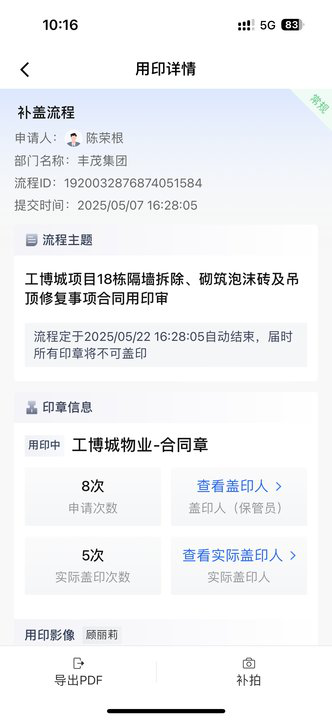 10:16
5G
83
用印详情
常规
补盖流程
申请人: 陈荣根
部门名称: 丰茂集团
流程ID: 1920032876874051584
提交时间: 2025/05/07 16:28:05
流程主题
工博城项目18栋隔墙拆除、砌筑泡沫砖及吊
顶修复事项合同用印审
流程定于2025/05/22 16:28:05自动结束，届时
所有印章将不可盖印
印章信息
用印中 工博城物业-合同章
8次
申请次数
查看盖印人
盖印人（保管员）
5次
实际盖印次数
查看实际盖印人
实际盖印人
用印影像 顾丽莉
导出PDF
补拍